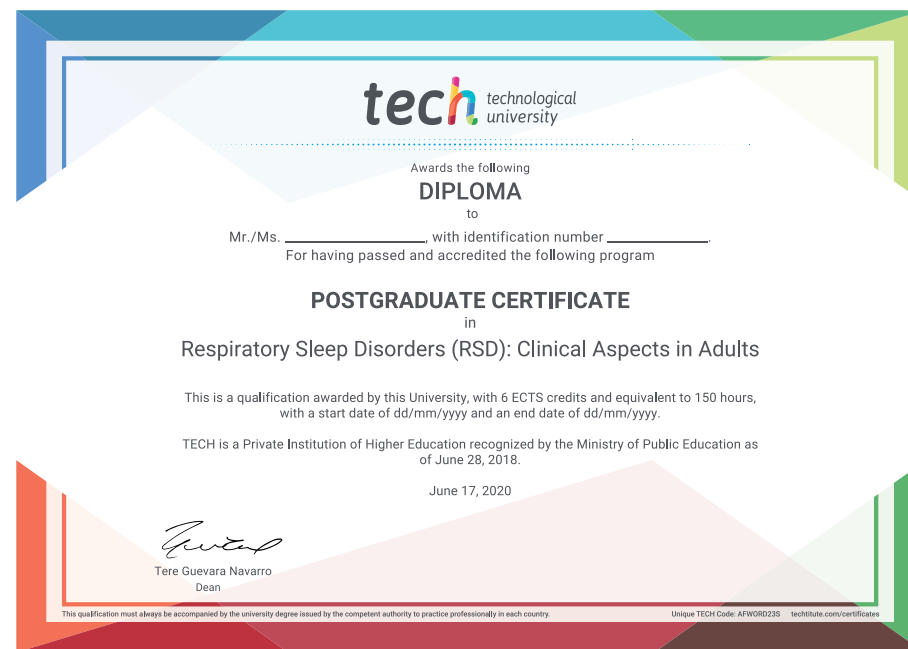 tech technological
university
Awards the following
DIPLOMA
to
Mr./Ms. ____________________, with identification number ______________.
For having passed and accredited the following program
POSTGRADUATE CERTIFICATE
in
Respiratory Sleep Disorders (RSD): Clinical Aspects in Adults
This is a qualification awarded by this University, with 6 ECTS credits and equivalent to 150 hours,
with a start date of dd/mm/yyyy and an end date of dd/mm/yyyy.
TECH is a Private Institution of Higher Education recognized by the Ministry of Public Education as
of June 28, 2018.
June 17, 2020
Tere Guevara Navarro
Dean
This qualification must always be accompanied by the university degree issued by the competent authority to practice professionally in each country.
Unique TECH Code: AFWORD23S techtitute.com/certificates